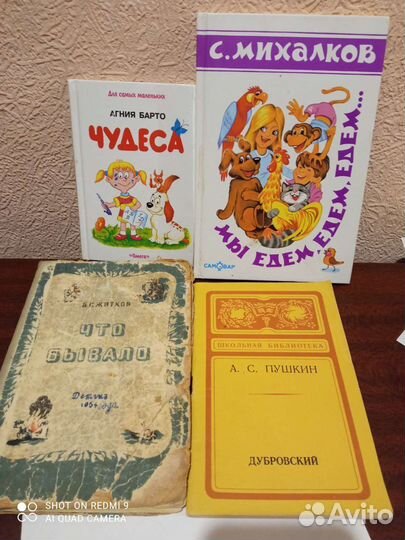 Для самых маленьких
АГНИЯ БАРТО
ЧУДЕСА
"Омега"
С. МИХАЛКОВ
МЫ ЕДЕМ, ЕДЕМ, ЕДЕМ...
САМОВАР
Б. ЖИТКОВ
ЧТО
БЫВАЛО
1954
ШКОЛЬНАЯ БИБЛИОТЕКА
А. С. ПУШКИН
ДУБРОВСКИЙ
SHOT ON REDMI 9
AI QUAD CAMERA
Avito